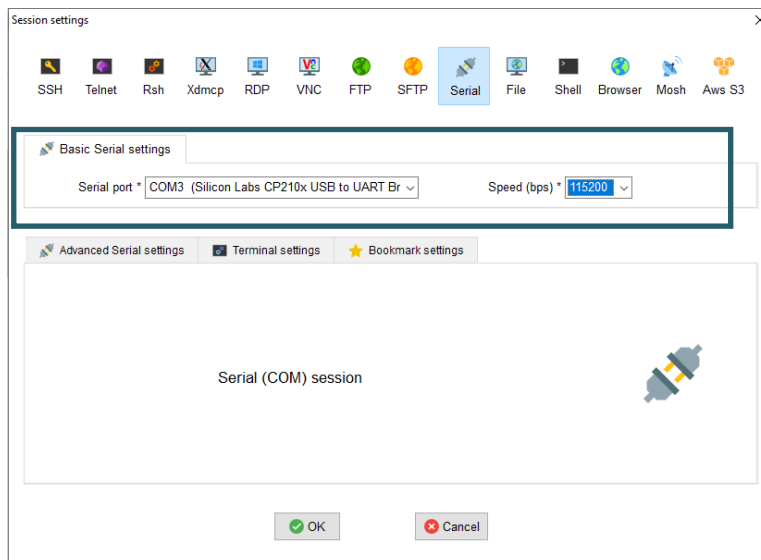 Session settings
SSH Telnet Rsh Xdmcp RDP VNC FTP SFTP Serial File Shell Browser Mosh Aws S3
Basic Serial settings
Serial port * COM3 (Silicon Labs CP210x USB to UART Br Speed (bps) * 115200
Advanced Serial settings Terminal settings Bookmark settings
Serial (COM) session
OK Cancel